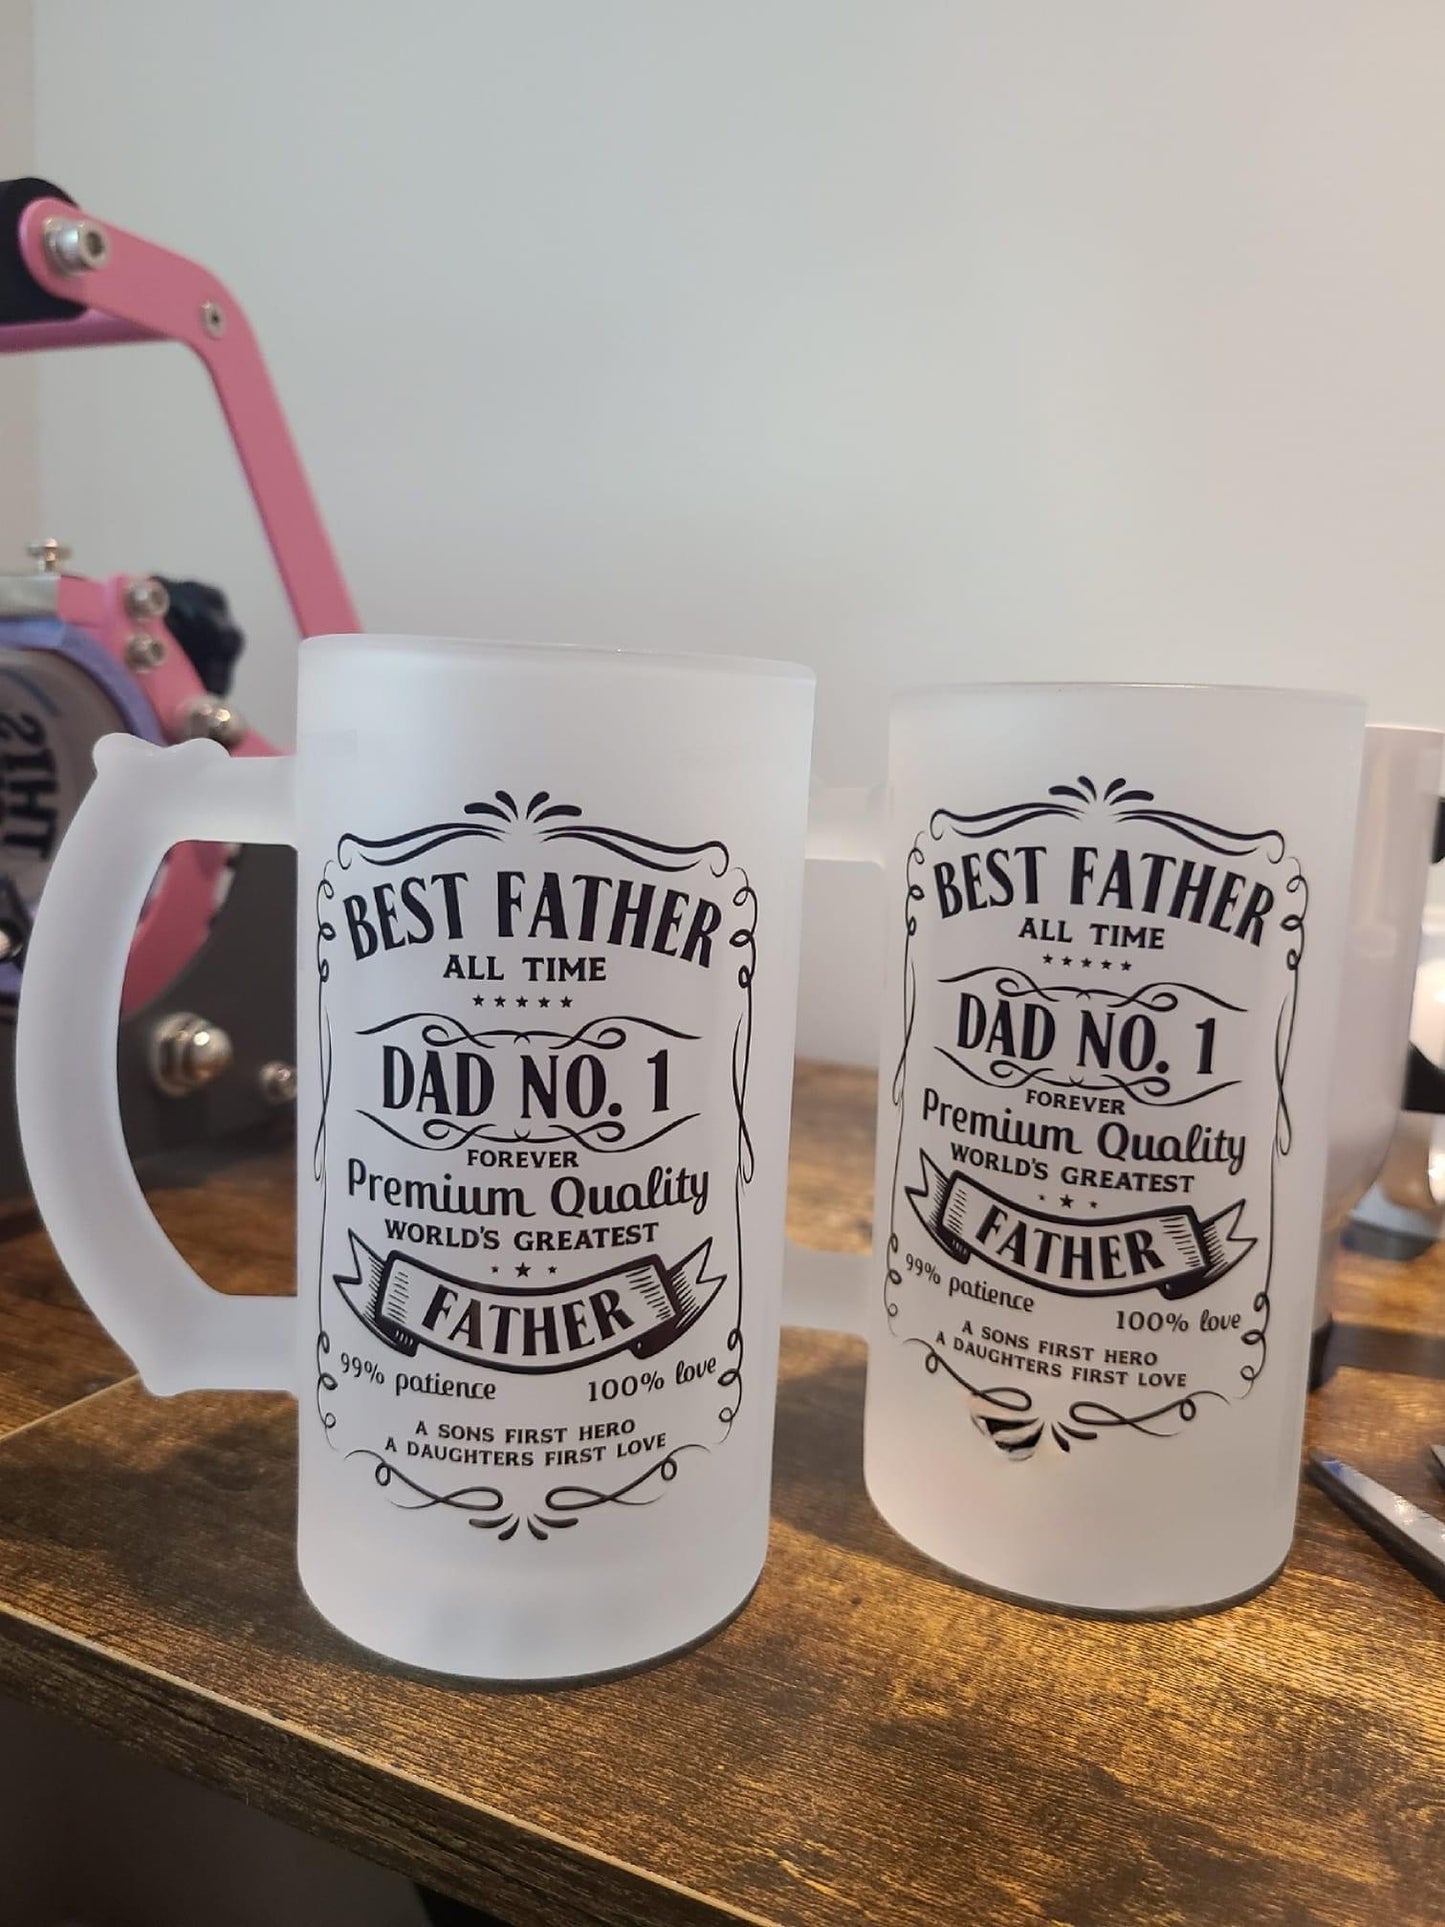 BEST FATHER
ALL TIME
DAD NO. 1
FOREVER
Premium Quality
WORLD'S GREATEST
FATHER
99% patience 100% love
A SONS FIRST HERO
A DAUGHTERS FIRST LOVE
BEST FATHER
ALL TIME
DAD NO. 1
FOREVER
Premium Quality
WORLD'S GREATEST
FATHER
99% patience 100% love
A SONS FIRST HERO
A DAUGHTERS FIRST LOVE